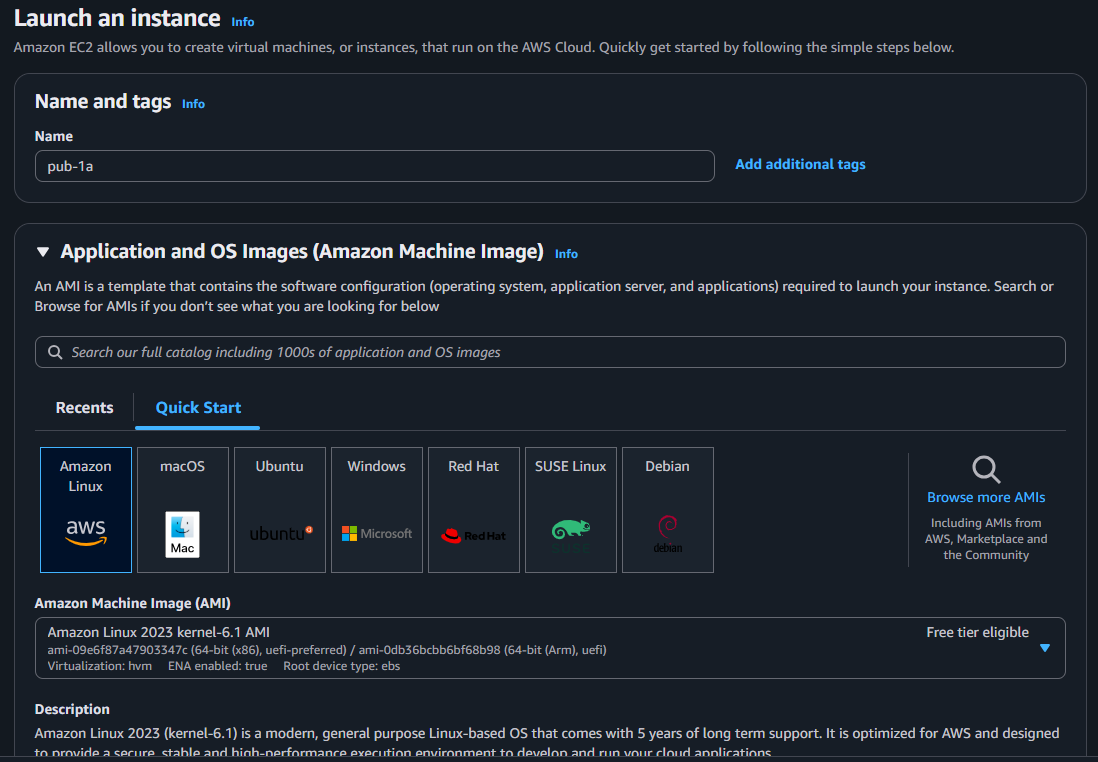 Launch an instance Info
Amazon EC2 allows you to create virtual machines, or instances, that run on the AWS Cloud. Quickly get started by following the simple steps below.
Name and tags Info
Name
pub-1a
Add additional tags
Application and OS Images (Amazon Machine Image) Info
An AMI is a template that contains the software configuration (operating system, application server, and applications) required to launch your instance. Search or
Browse for AMIs if you don’t see what you are looking for below
Search our full catalog including 1000s of application and OS images
Recents
Quick Start
Amazon
Linux
aws
macOS
Mac
Ubuntu
ubuntu
Windows
Microsoft
Red Hat
Red Hat
SUSE Linux
SUSE
Debian
debian
Browse more AMIs
Including AMIs from
AWS, Marketplace and
the Community
Amazon Machine Image (AMI)
Amazon Linux 2023 kernel-6.1 AMI
Free tier eligible
ami-09e6f87a47903347c (64-bit (x86), uefi-preferred) / ami-0db36bcbb6bf68b98 (64-bit (Arm), uefi)
Virtualization: hvm ENA enabled: true Root device type: ebs
Description
Amazon Linux 2023 (kernel-6.1) is a modern, general purpose Linux-based OS that comes with 5 years of long term support. It is optimized for AWS and designed
to provide a secure, stable and high-performance execution environment to develop and run your cloud applications.